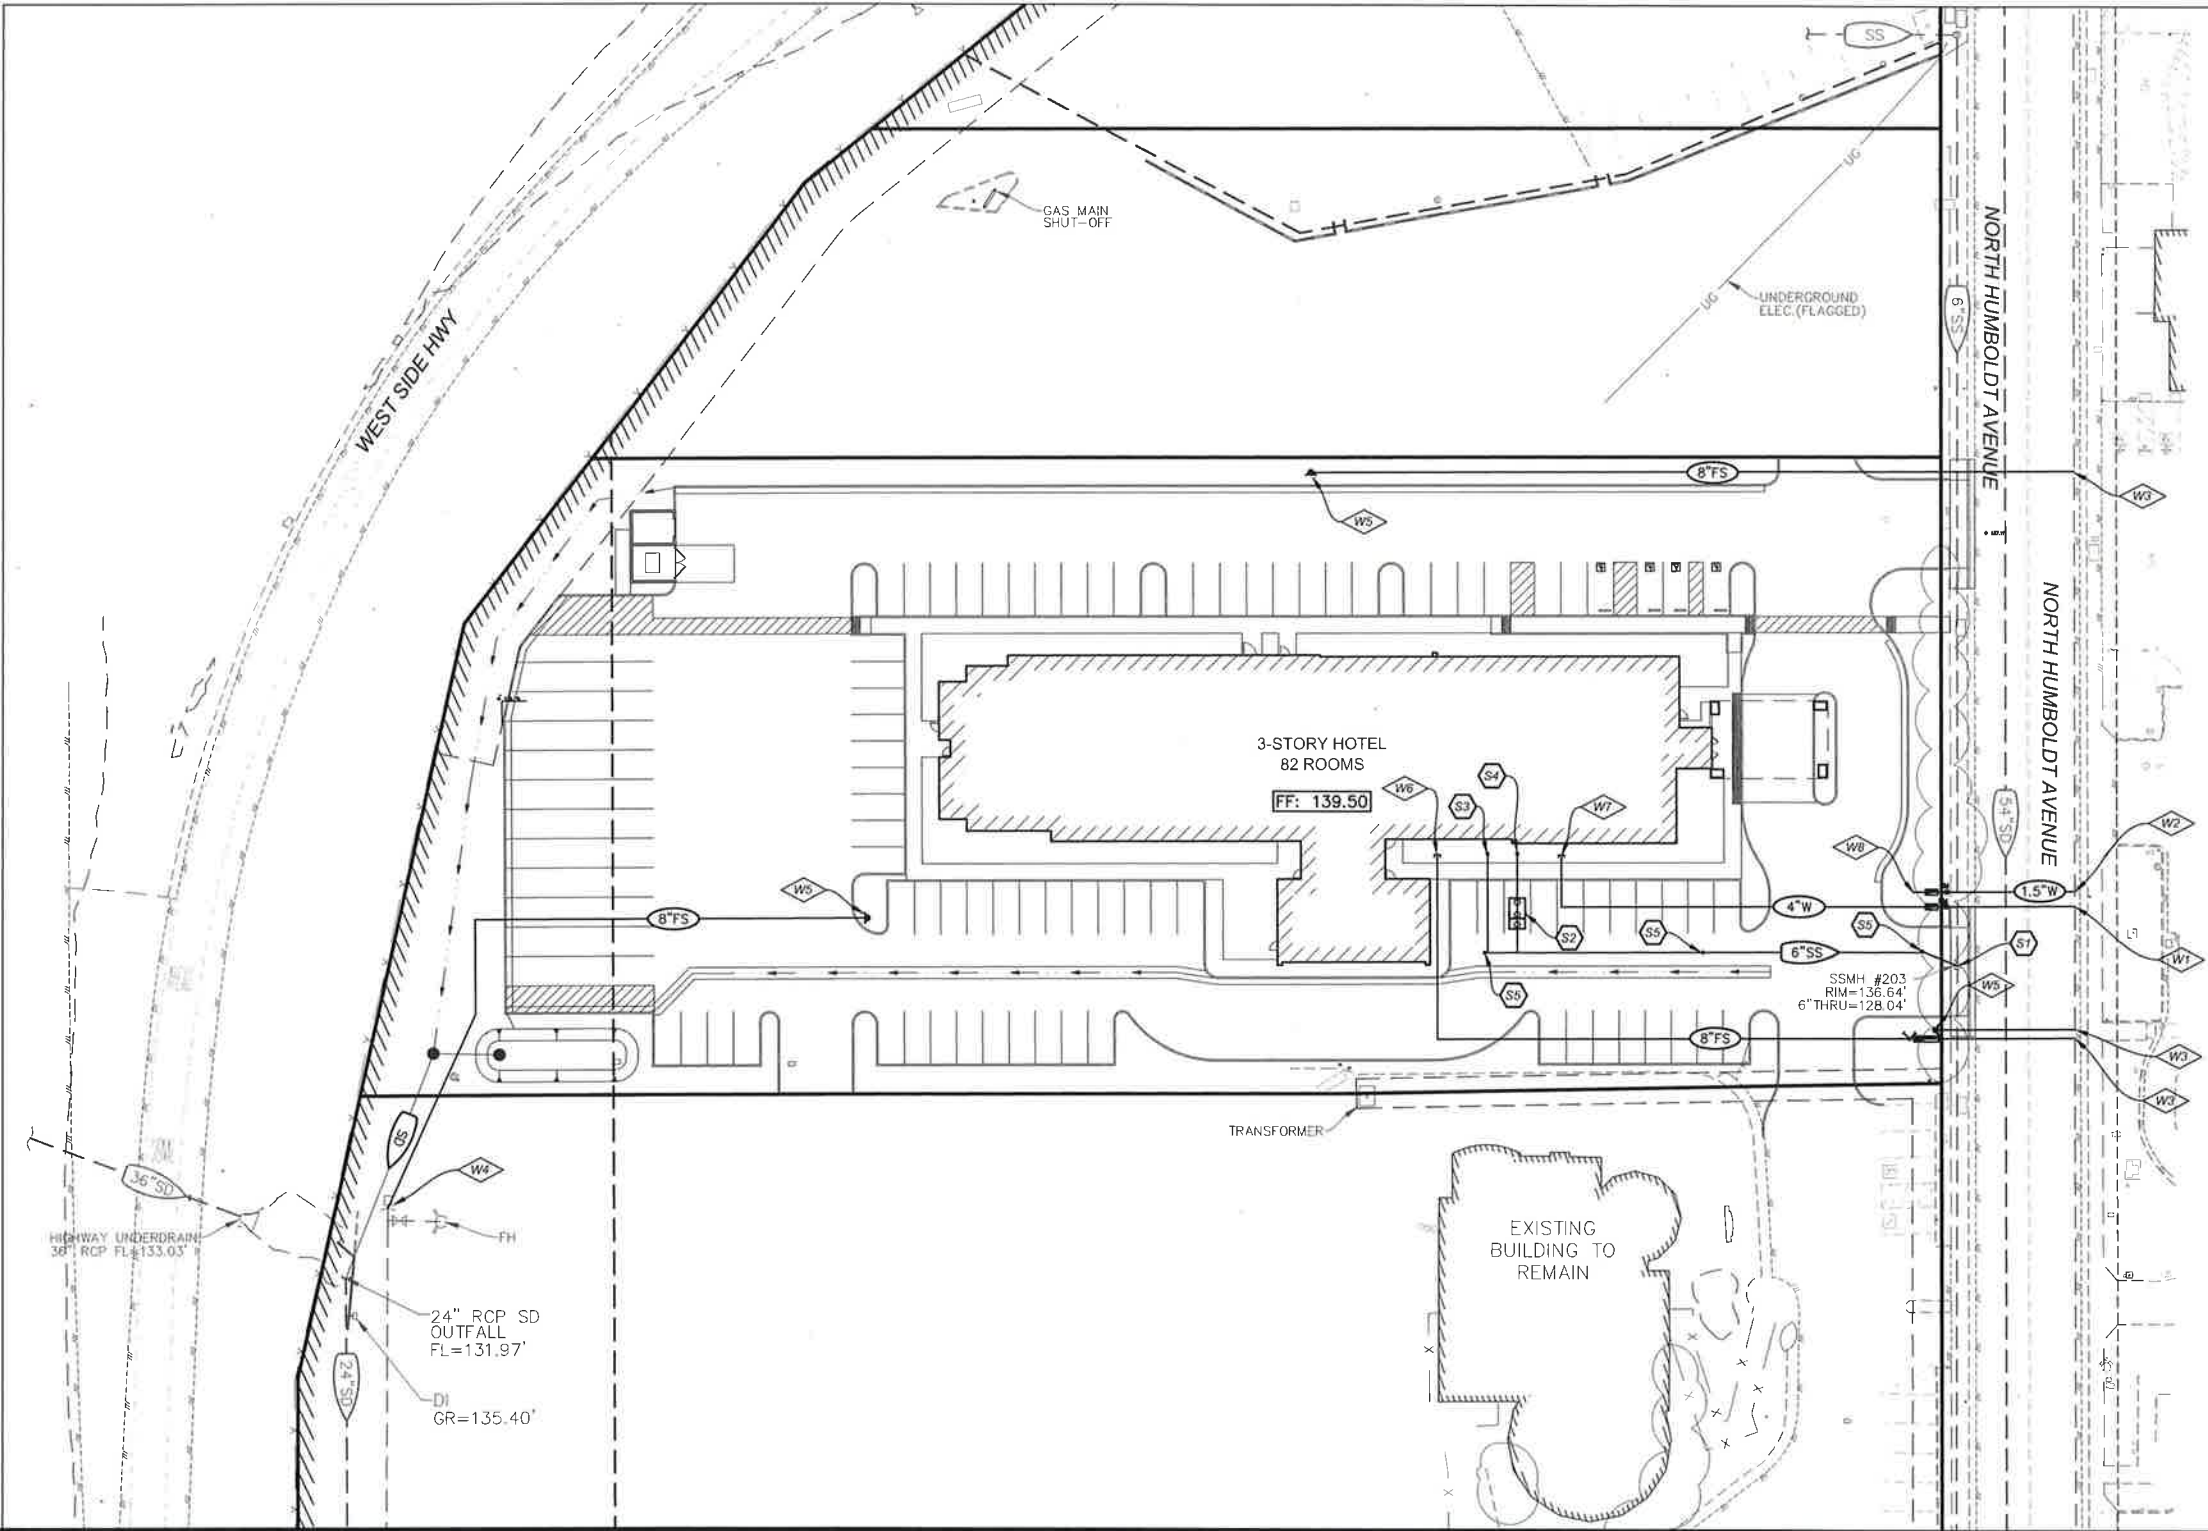 SS
GAS MAIN
SHUT-OFF
UG
UG
UNDERGROUND
ELEC.(FLAGGED)
6"SS
NORTH HUMBOLDT AVENUE
WEST SIDE HWY
8"FS
W3
W5
NORTH HUMBOLDT AVENUE
3-STORY HOTEL
82 ROOMS
FF: 139.50
W6
S4
S3
W7
54"SD
W2
W8
1.5"W
W5
8"FS
4"W
S2
S5
S5
S1
6"SS
W1
SSMH #203
RIM=136.64'
6"THRU=128.04'
W5
S5
8"FS
W3
W3
TRANSFORMER
SD
W4
36"SD
FH
HIGHWAY UNDERDRAIN
36" RCP FL=133.03'
EXISTING
BUILDING TO
REMAIN
24" RCP SD
OUTFALL
FL=131.97'
24"SD
DI
GR=135.40'